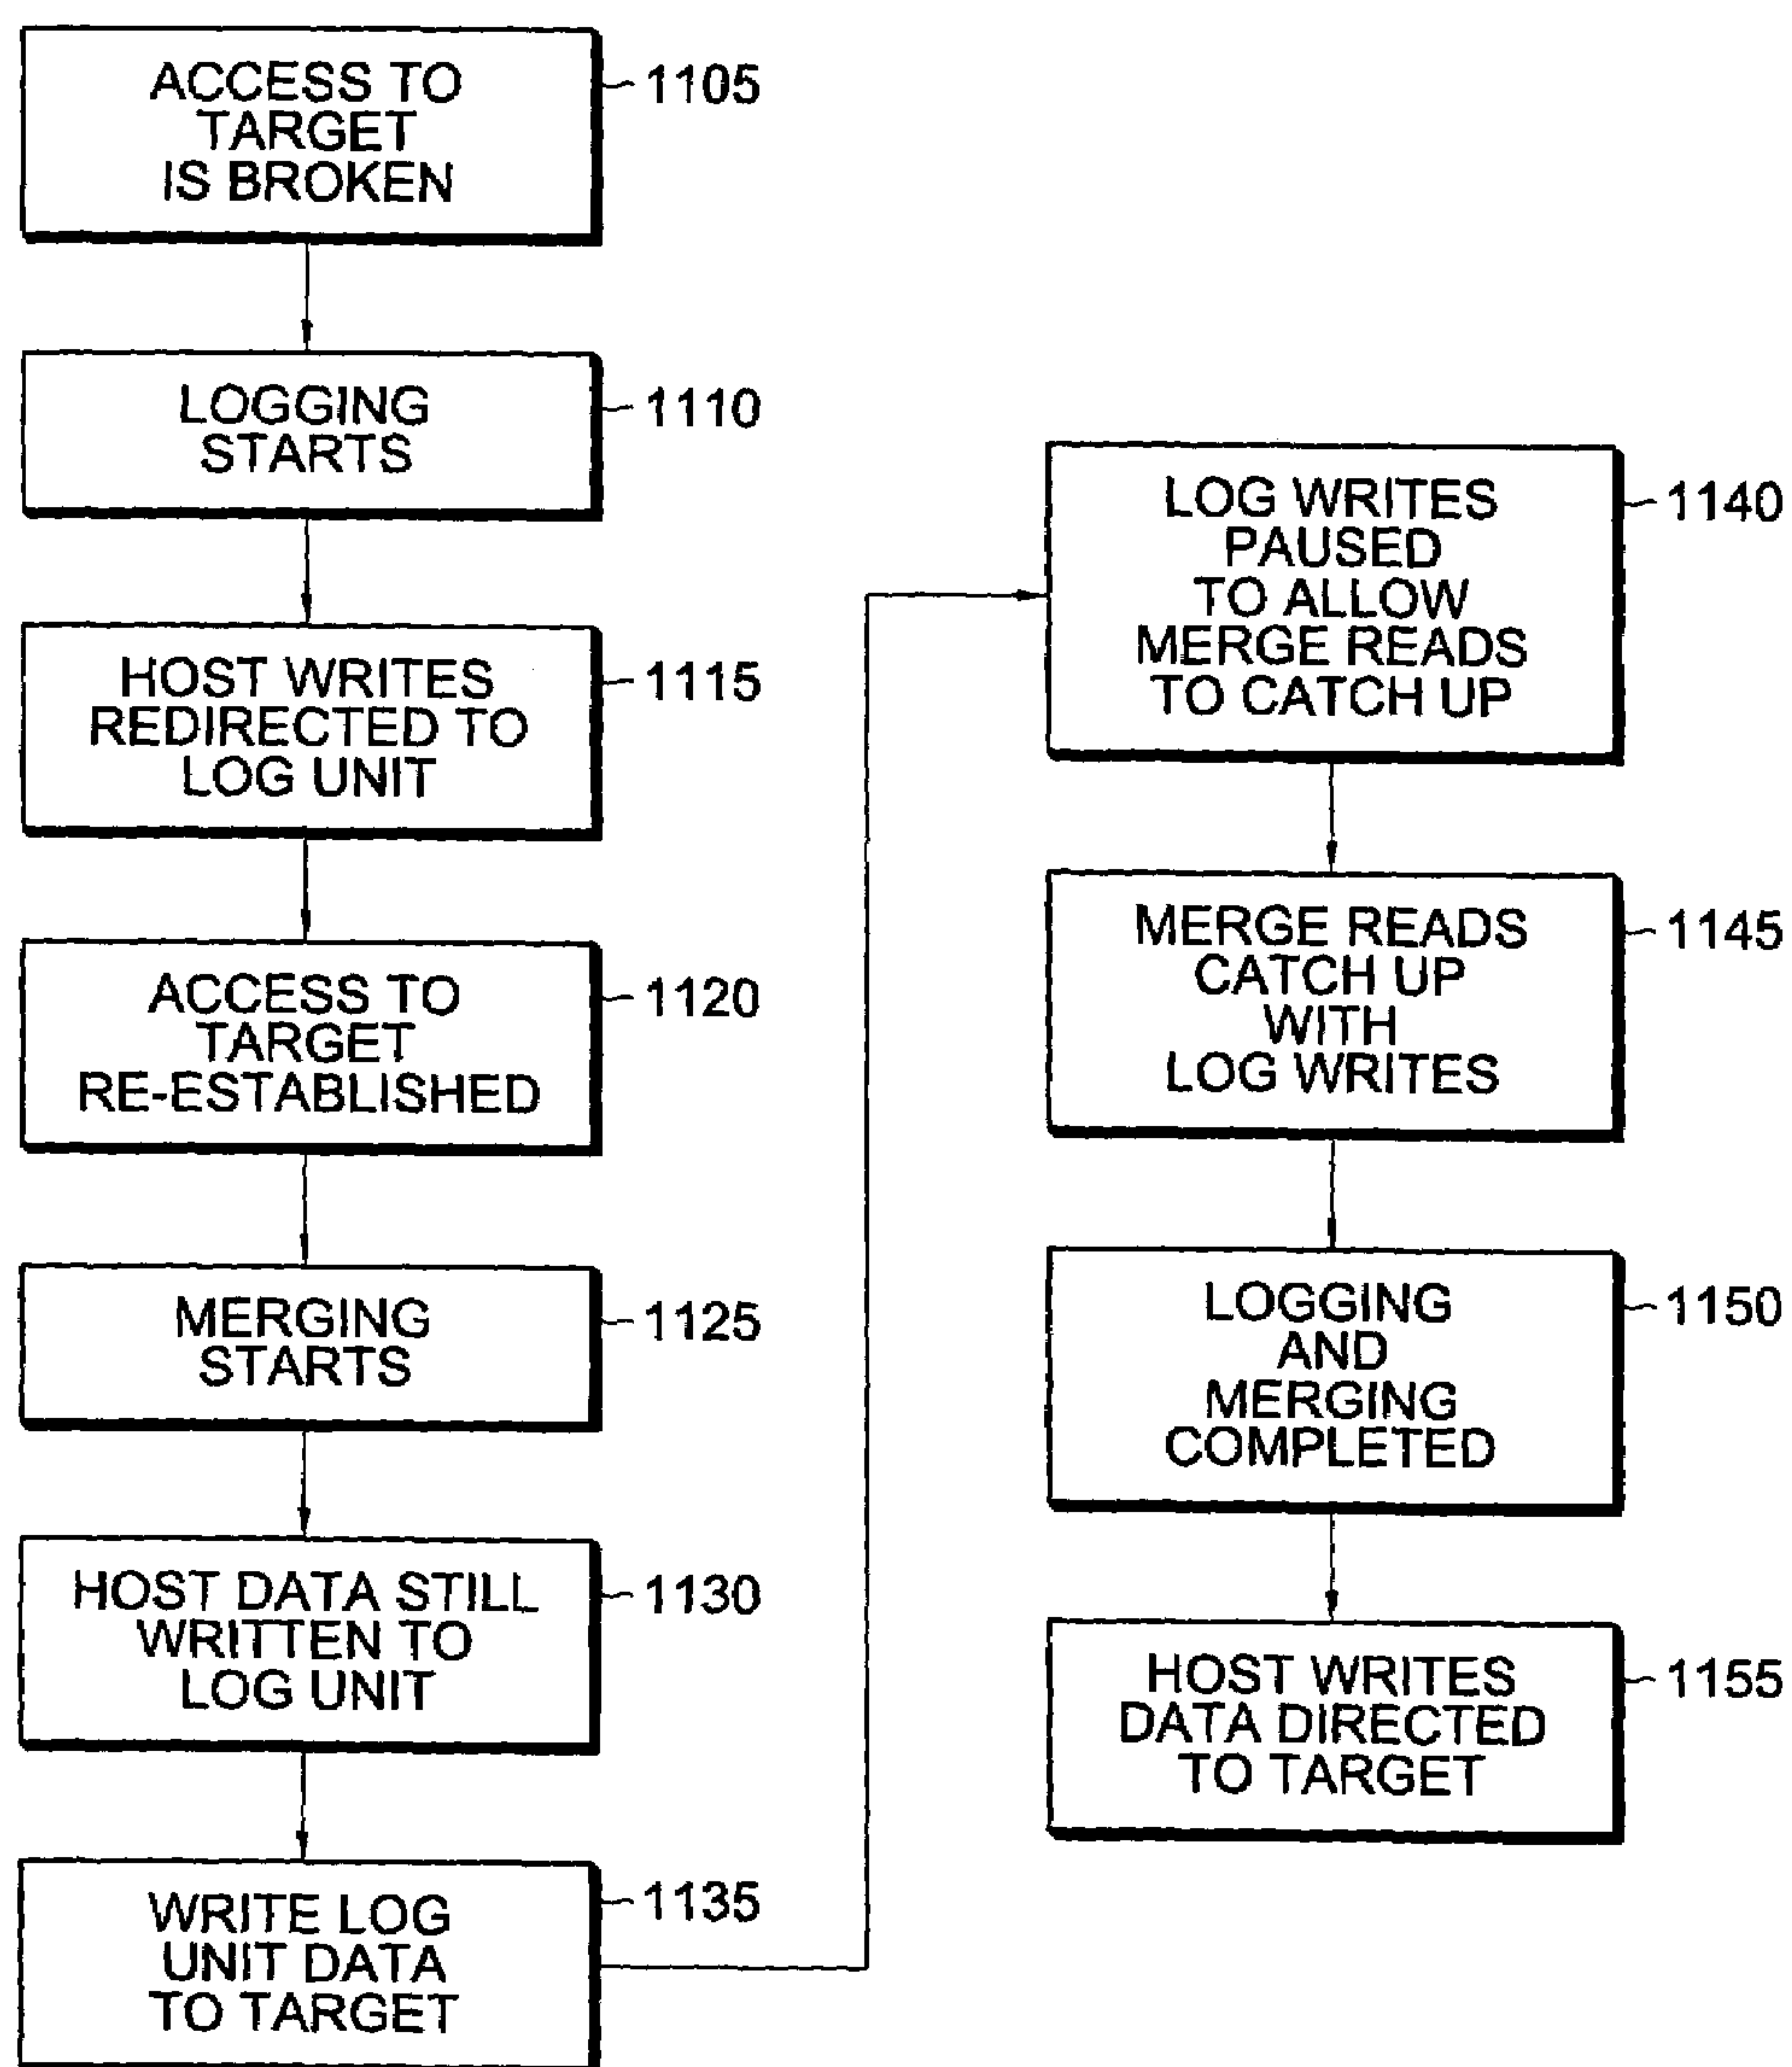 ACCESS TO
TARGET
IS BROKEN
1105
LOGGING
STARTS
1110
HOST WRITES
REDIRECTED TO
LOG UNIT
1115
ACCESS TO
TARGET
RE-ESTABLISHED
1120
MERGING
STARTS
1125
HOST DATA STILL
WRITTEN TO
LOG UNIT
1130
WRITE LOG
UNIT DATA
TO TARGET
1135
LOG WRITES
PAUSED
TO ALLOW
MERGE READS
TO CATCH UP
1140
MERGE READS
CATCH UP
WITH
LOG WRITES
1145
LOGGING
AND
MERGING
COMPLETED
1150
HOST WRITES
DATA DIRECTED
TO TARGET
1155